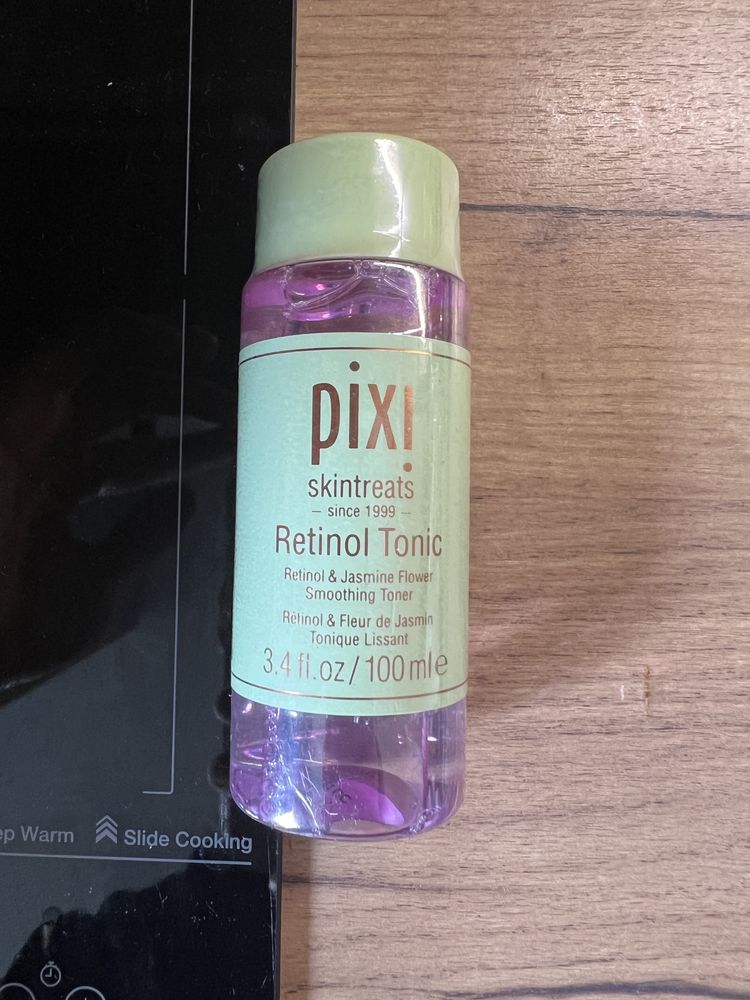 pixi
skintreats
– since 1999 –
Retinol Tonic
Retinol & Jasmine Flower
Smoothing Toner
Rétinol & Fleur de Jasmin
Tonique Lissant
3.4 fl.oz/100 ml e
Warm
Slide Cooking